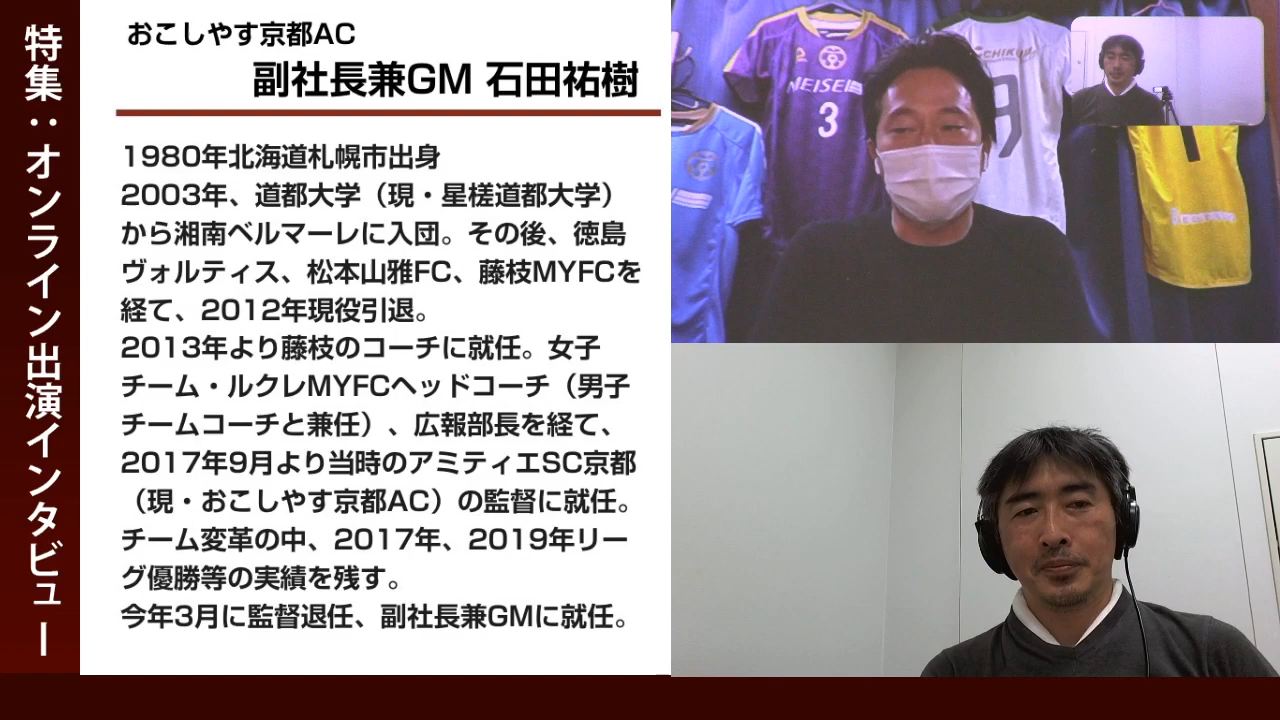 特集：オンライン出演インタビュー
おこしやす京都AC
副社長兼GM 石田祐樹
1980年北海道札幌市出身
2003年、道都大学（現・星槎道都大学）
から湘南ベルマーレに入団。その後、徳島
ヴォルティス、松本山雅FC、藤枝MYFCを
経て、2012年現役引退。
2013年より藤枝のコーチに就任。女子
チーム・ルクレMYFCヘッドコーチ（男子
チームコーチと兼任）、広報部長を経て、
2017年9月より当時のアミティエSC京都
（現・おこしやす京都AC）の監督に就任。
チーム変革の中、2017年、2019年リー
グ優勝等の実績を残す。
今年3月に監督退任、副社長兼GMに就任。
MEISEI
3
9